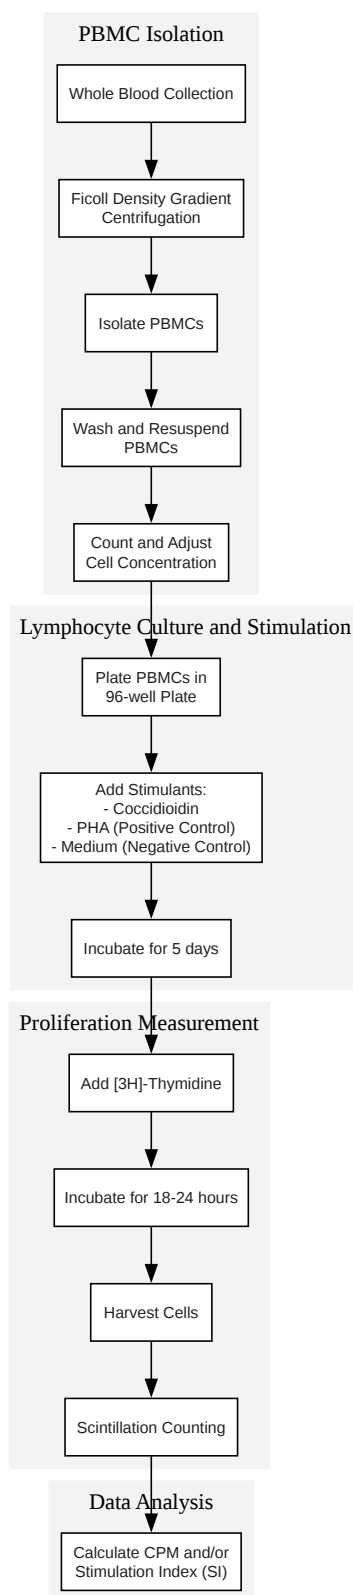 PBMC Isolation
Whole Blood Collection
Ficoll Density Gradient
Centrifugation
Isolate PBMCs
Wash and Resuspend
PBMCs
Count and Adjust
Cell Concentration
Lymphocyte Culture and Stimulation
Plate PBMCs in
96-well Plate
Add Stimulants:
- Coccidioidin
- PHA (Positive Control)
- Medium (Negative Control)
Incubate for 5 days
Proliferation Measurement
Add [3H]-Thymidine
Incubate for 18-24 hours
Harvest Cells
Scintillation Counting
Data Analysis
Calculate CPM and/or
Stimulation Index (SI)